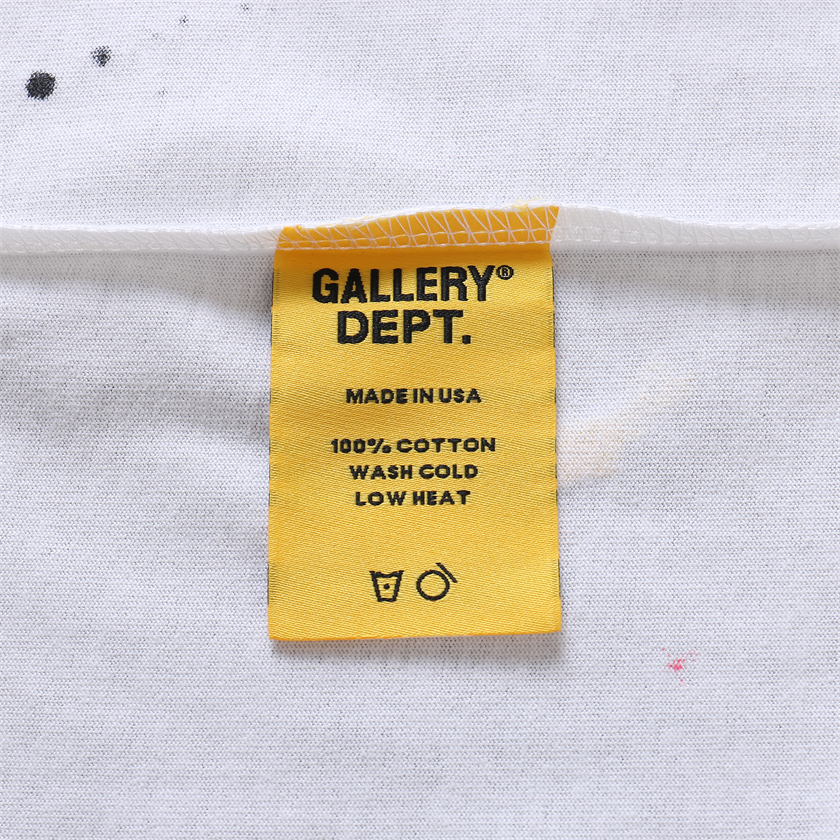 GALLERY®
DEPT.
MADE IN USA
100% COTTON
WASH COLD
LOW HEAT